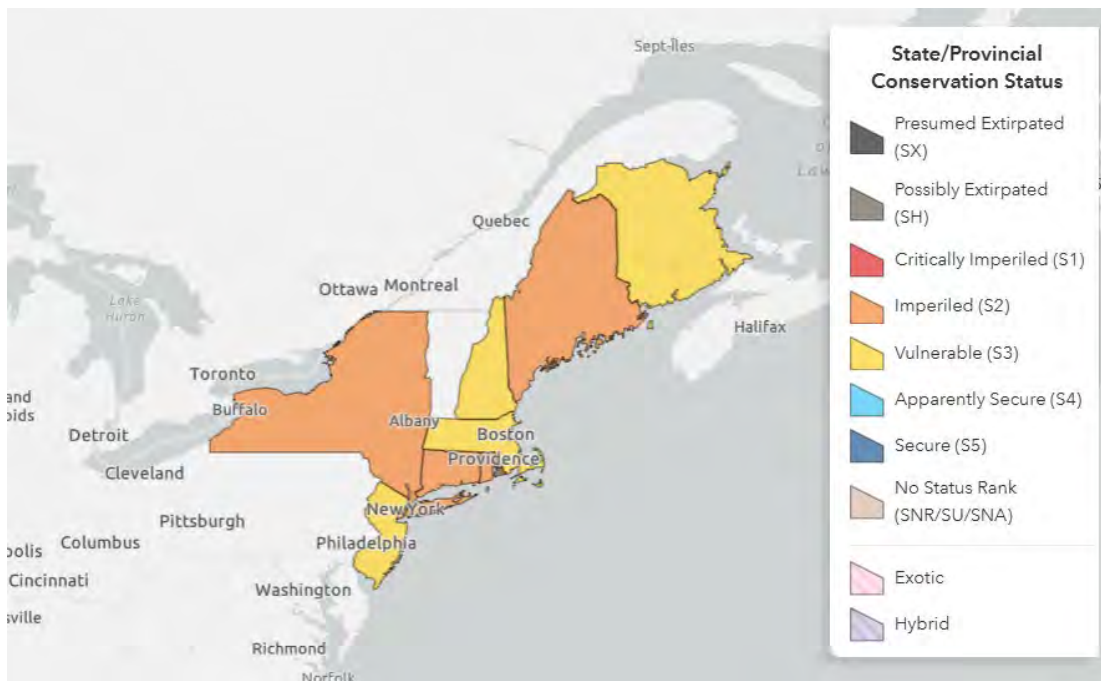 Sept-Îles
Quebec
Ottawa
Montreal
Lake
Huron
Halifax
Toronto
Buffalo
Albany
Boston
Detroit
Providence
Cleveland
New York
Pittsburgh
Philadelphia
Columbus
Cincinnati
Washington
Richmond
Norfolk
State/Provincial
Conservation Status
Presumed Extirpated
(SX)
Possibly Extirpated
(SH)
Critically Imperiled (S1)
Imperiled (S2)
Vulnerable (S3)
Apparently Secure (S4)
Secure (S5)
No Status Rank
(SNR/SU/SNA)
Exotic
Hybrid